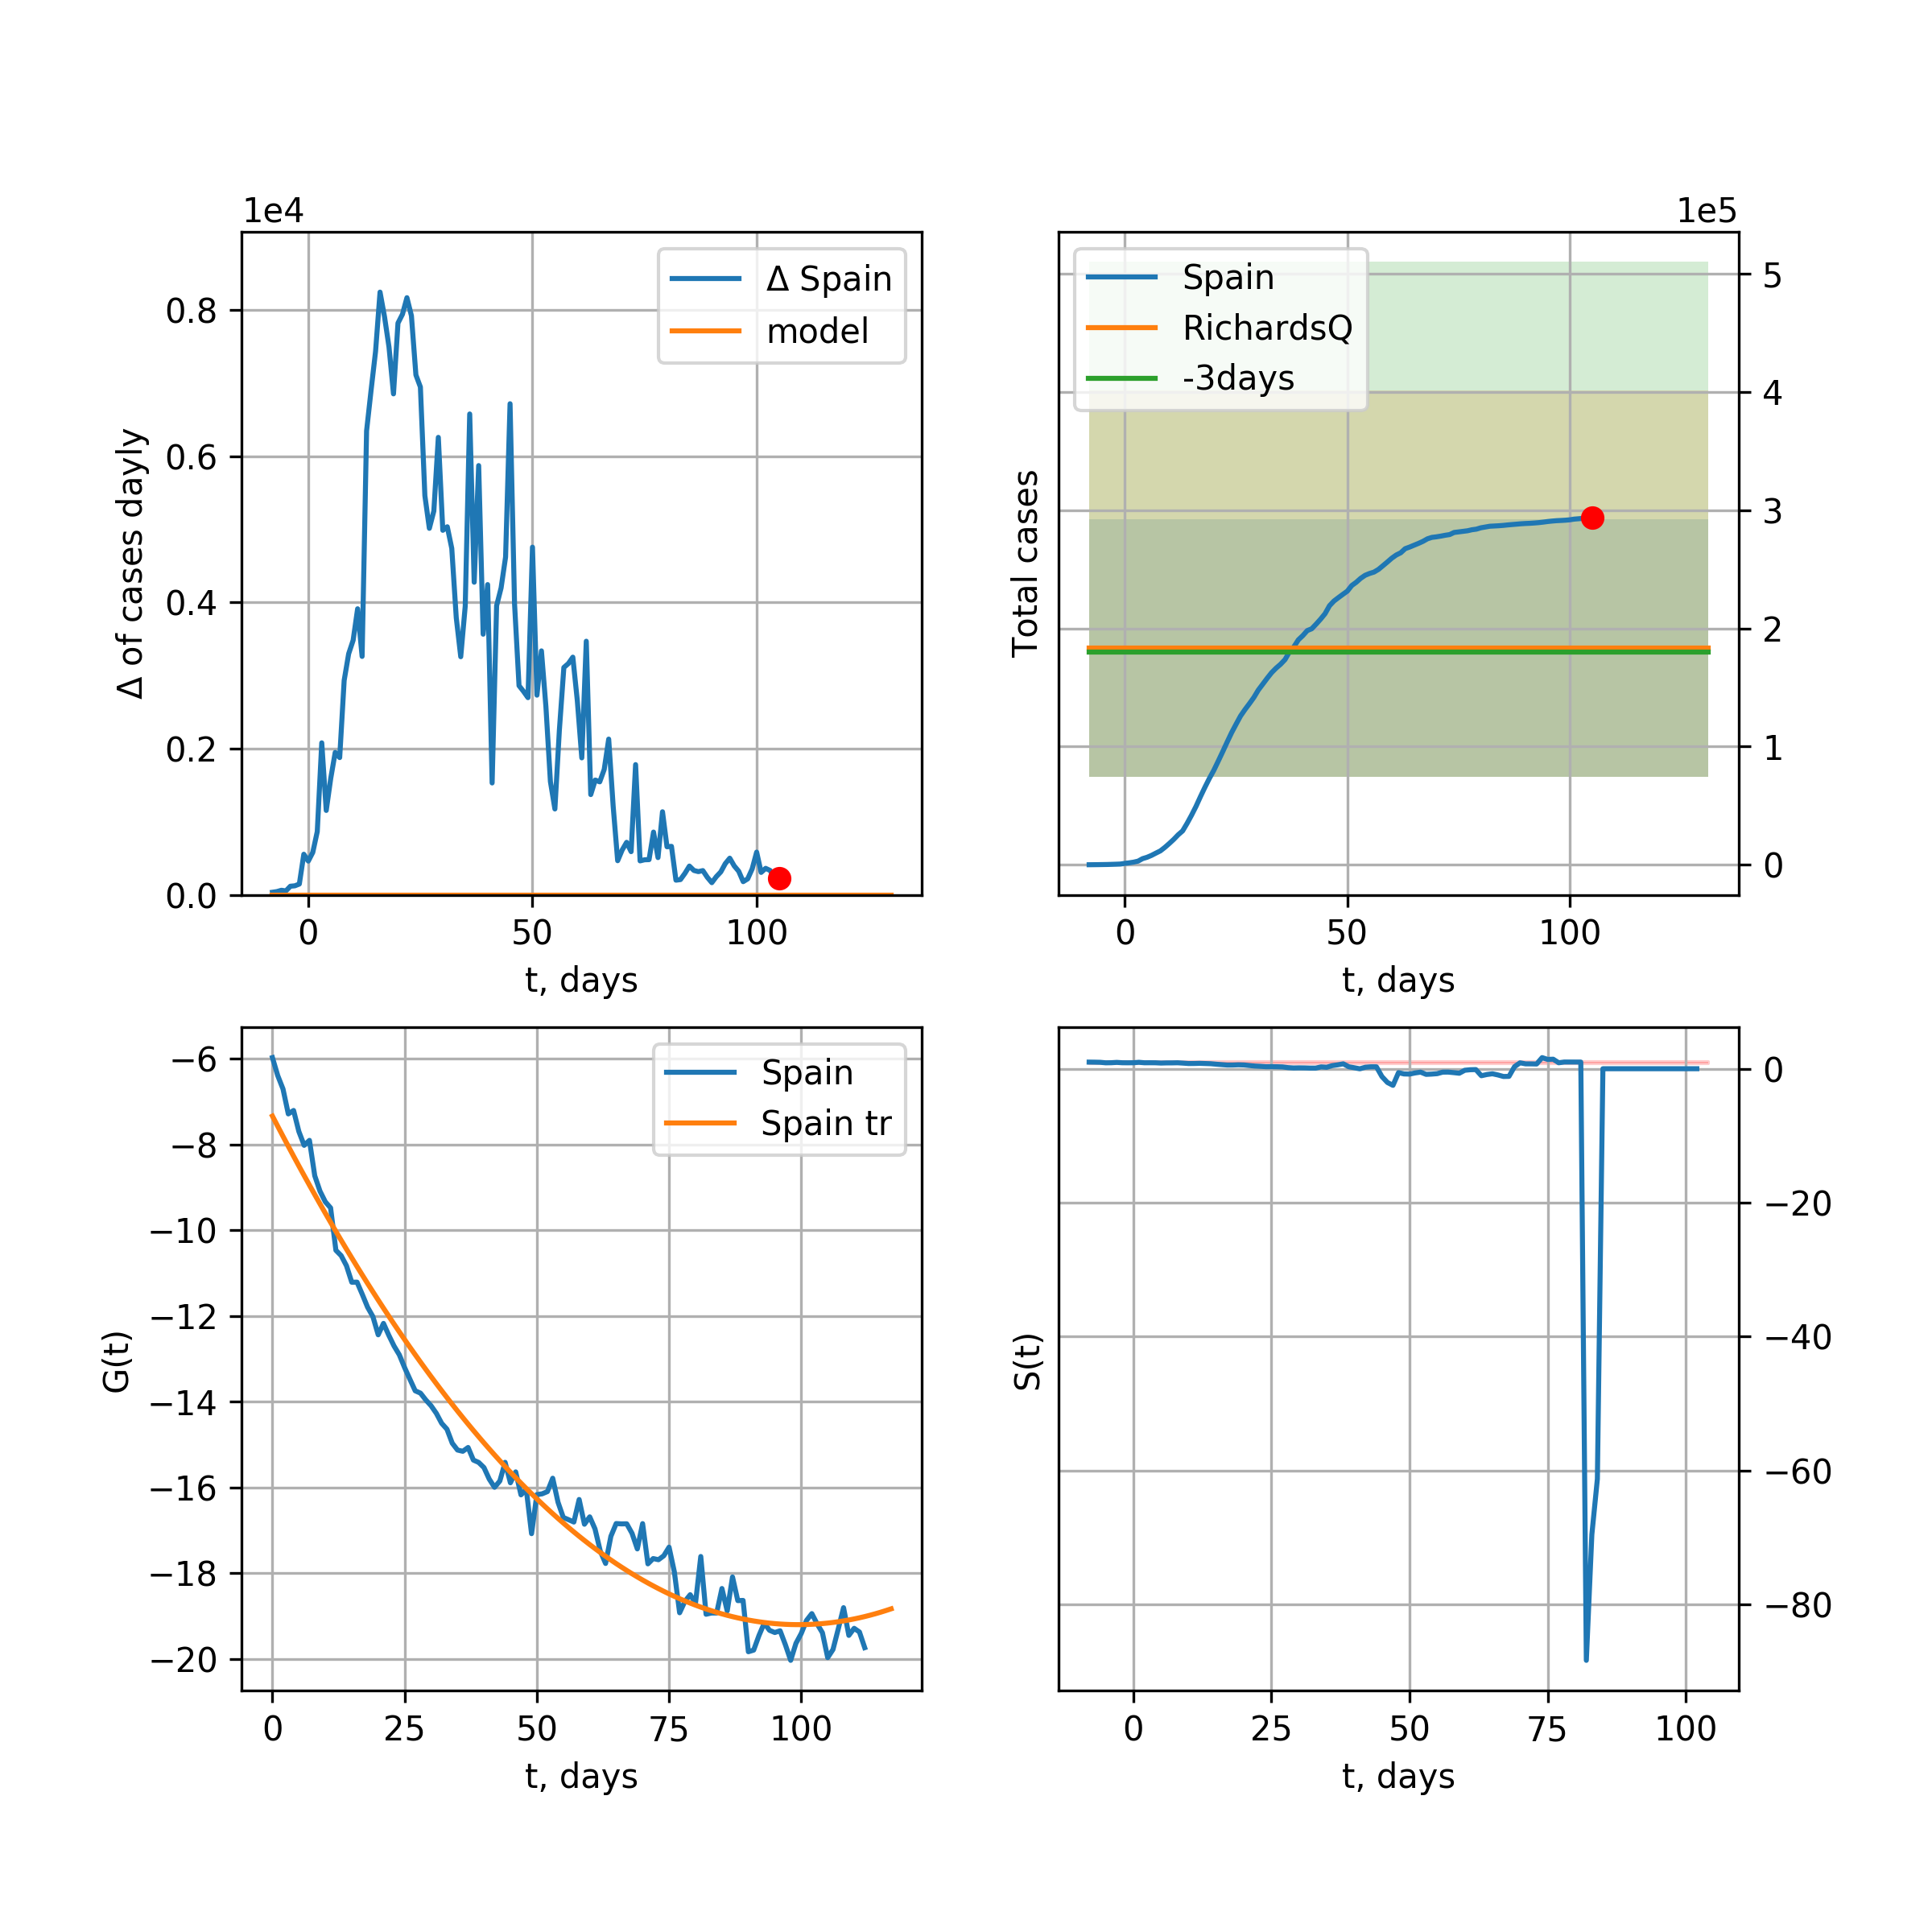 1e4
Δ of cases dayly
0.8
0.6
0.4
0.2
0.0
0 50 100
t, days
Δ Spain
model
1e5
Total cases
5
4
3
2
1
0
0 50 100
t, days
Spain
RichardsQ
-3days
G(t)
−6
−8
−10
−12
−14
−16
−18
−20
0 25 50 75 100
t, days
Spain
Spain tr
S(t)
0
−20
−40
−60
−80
0 25 50 75 100
t, days